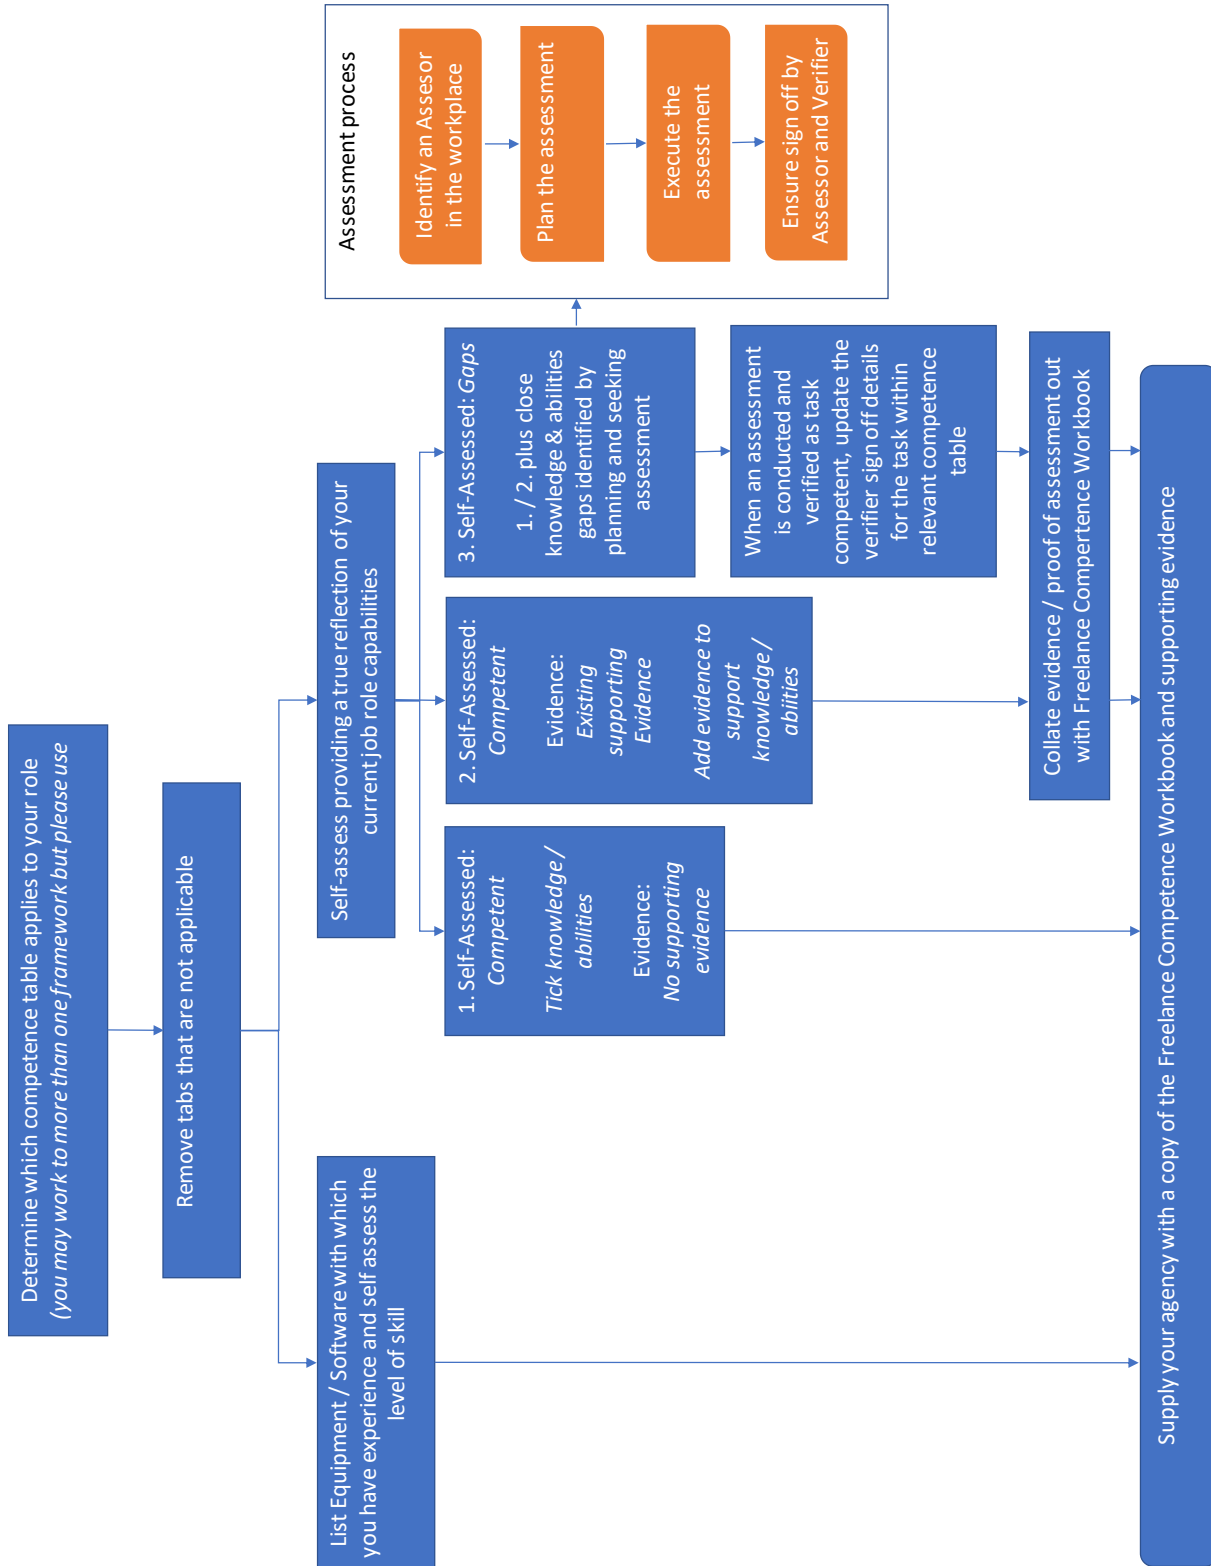 Determine which competence table applies to your role
(you may work to more than one framework but please use
Remove tabs that are not applicable
List Equipment / Software with which
you have experience and self assess the
level of skill
Self-assess providing a true reflection of your
current job role capabilities
1. Self-Assessed:
Competent
Tick knowledge /
abilities
Evidence:
No supporting
evidence
2. Self-Assessed:
Competent
Evidence:
Existing
supporting
Evidence
Add evidence to
support
knowledge /
abiities
3. Self-Assessed: Gaps
1. / 2. plus close
knowledge & abilities
gaps identified by
planning and seeking
assessment
Assessment process
Identify an Assessor
in the workplace
Plan the assessment
Execute the
assessment
Ensure sign off by
Assessor and Verifier
When an assessment
is conducted and
verified as task
competent, update the
verifier sign off details
for the task within
relevant competence
table
Collate evidence / proof of assessment out
with Freelance Compertence Workbook
Supply your agency with a copy of the Freelance Competence Workbook and supporting evidence